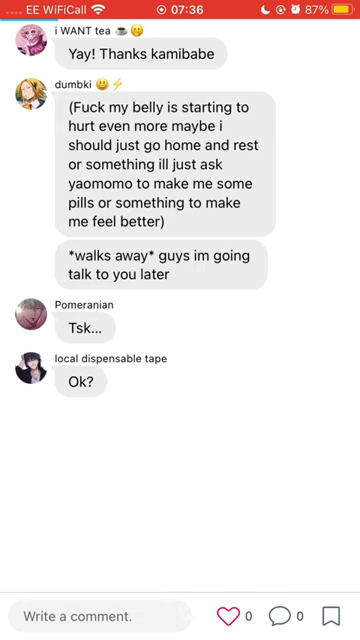 EE WiFiCall 07:36 87%
i WANT tea ☕🤫
Yay! Thanks kamibabe
dumbki 😃⚡
(Fuck my belly is starting to
hurt even more maybe i
should just go home and rest
or something ill just ask
yaomomo to make me some
pills or something to make
me feel better)
*walks away* guys im going
talk to you later
Pomeranian
Tsk...
local dispensable tape
Ok?
Write a comment. 0 0